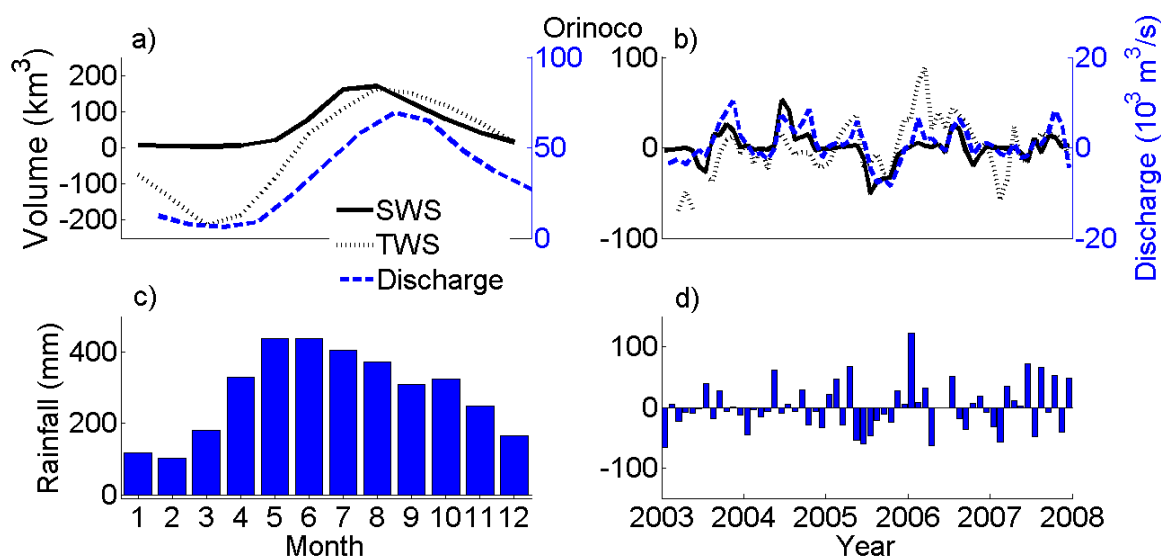 Orinoco
a)
Volume (km³)
200
100
0
-100
-200
100
50
0
SWS
TWS
Discharge
b)
100
0
-100
20
0
-20
Discharge (10³ m³/s)
c)
Rainfall (mm)
400
200
0
1 2 3 4 5 6 7 8 9 10 11 12
Month
d)
100
0
-100
2003 2004 2005 2006 2007 2008
Year